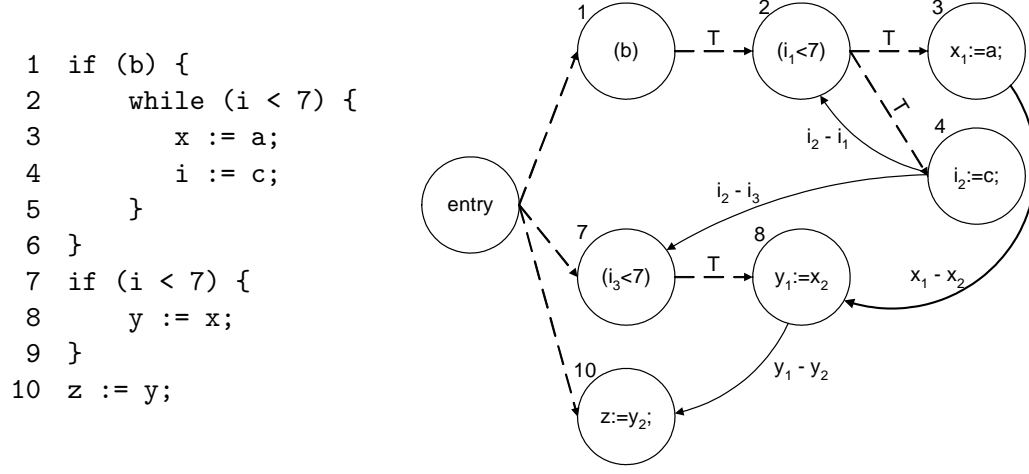 1 if (b) {
2 while (i < 7) {
3 x := a;
4 i := c;
5 }
6 }
7 if (i < 7) {
8 y := x;
9 }
10 z := y;
1
2
3
(b)
T
(i₁<7)
T
x₁:=a;
T
4
i₂ - i₁
i₂:=c;
i₂ - i₃
entry
7
8
(i₃<7)
T
y₁:=x₂
x₁ - x₂
10
y₁ - y₂
z:=y₂;